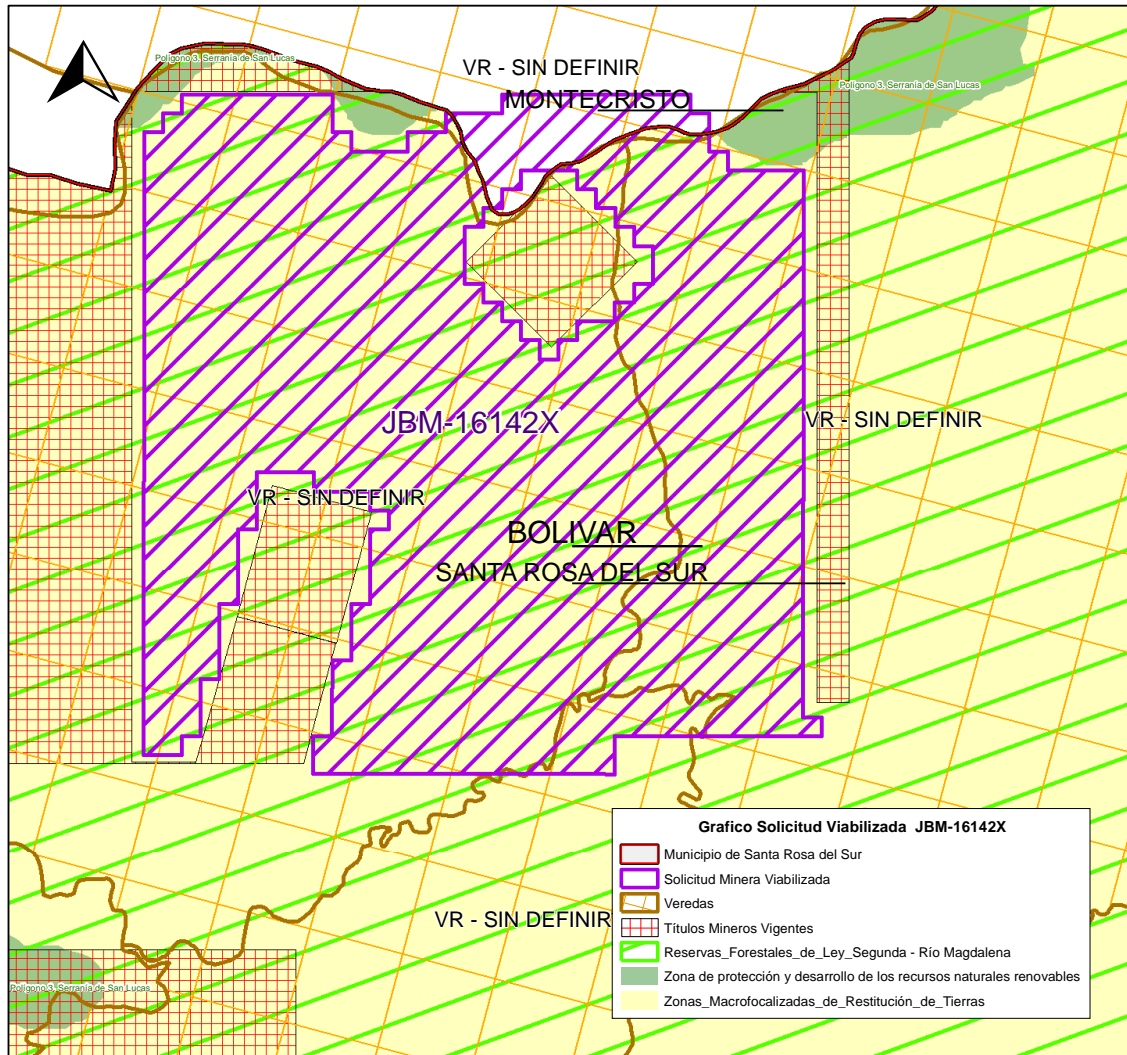 Polígono 3, Serranía de San Lucas
VR - SIN DEFINIR
MONTECRISTO
Polígono 3, Serranía de San Lucas
JBM-16142X
VR - SIN DEFINIR
VR - SIN DEFINIR
BOLIVAR
SANTA ROSA DEL SUR
VR - SIN DEFINIR
Polígono 3, Serranía de San Lucas
Grafico Solicitud Viabilizada JBM-16142X
Municipio de Santa Rosa del Sur
Solicitud Minera Viabilizada
Veredas
Títulos Mineros Vigentes
Reservas_Forestales_de_Ley_Segunda - Río Magdalena
Zona de protección y desarrollo de los recursos naturales renovables
Zonas_Macrofocalizadas_de_Restitución_de_Tierras